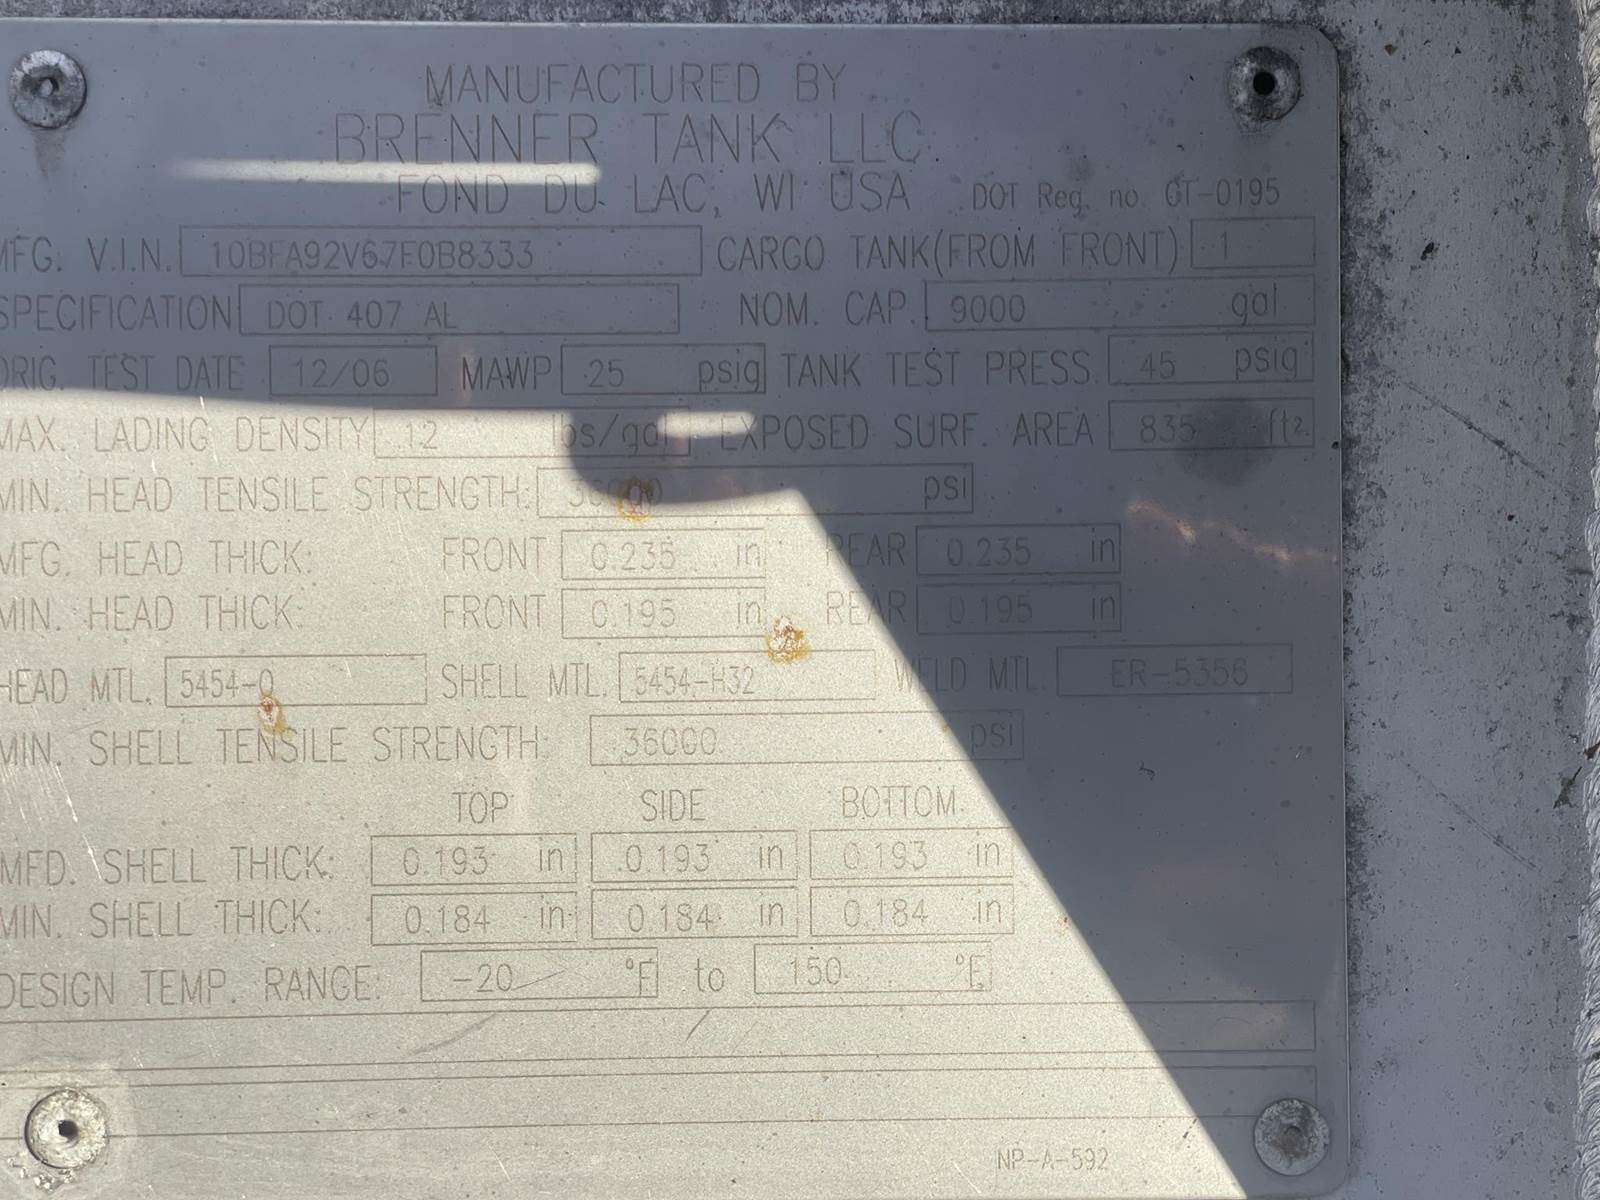 MANUFACTURED BY
BRENNER TANK LLC.
FOND DU LAC, WI USA DOT Reg. no. CT-0195
MFG. V.I.N. 10BFA92V67F0B8333 CARGO TANK(FROM FRONT) 1
SPECIFICATION DOT 407 AL NOM. CAP. 9000 gal
ORIG. TEST DATE 12/06 MAWP 25 psig TANK TEST PRESS. 45 psig
MAX. LADING DENSITY 12 lbs/gal EXPOSED SURF. AREA 835 ft²
MIN. HEAD TENSILE STRENGTH: 36000 psi
MFG. HEAD THICK: FRONT 0.235 in REAR 0.235 in
MIN. HEAD THICK: FRONT 0.195 in REAR 0.195 in
HEAD MTL. 5454-0 SHELL MTL. 5454-H32 WELD MTL. ER-5356
MIN. SHELL TENSILE STRENGTH: 36000 psi
TOP SIDE BOTTOM
MFD. SHELL THICK: 0.193 in 0.193 in 0.193 in
MIN. SHELL THICK: 0.184 in 0.184 in 0.184 in
DESIGN TEMP. RANGE: -20 °F to 150 °F
NP-A-592